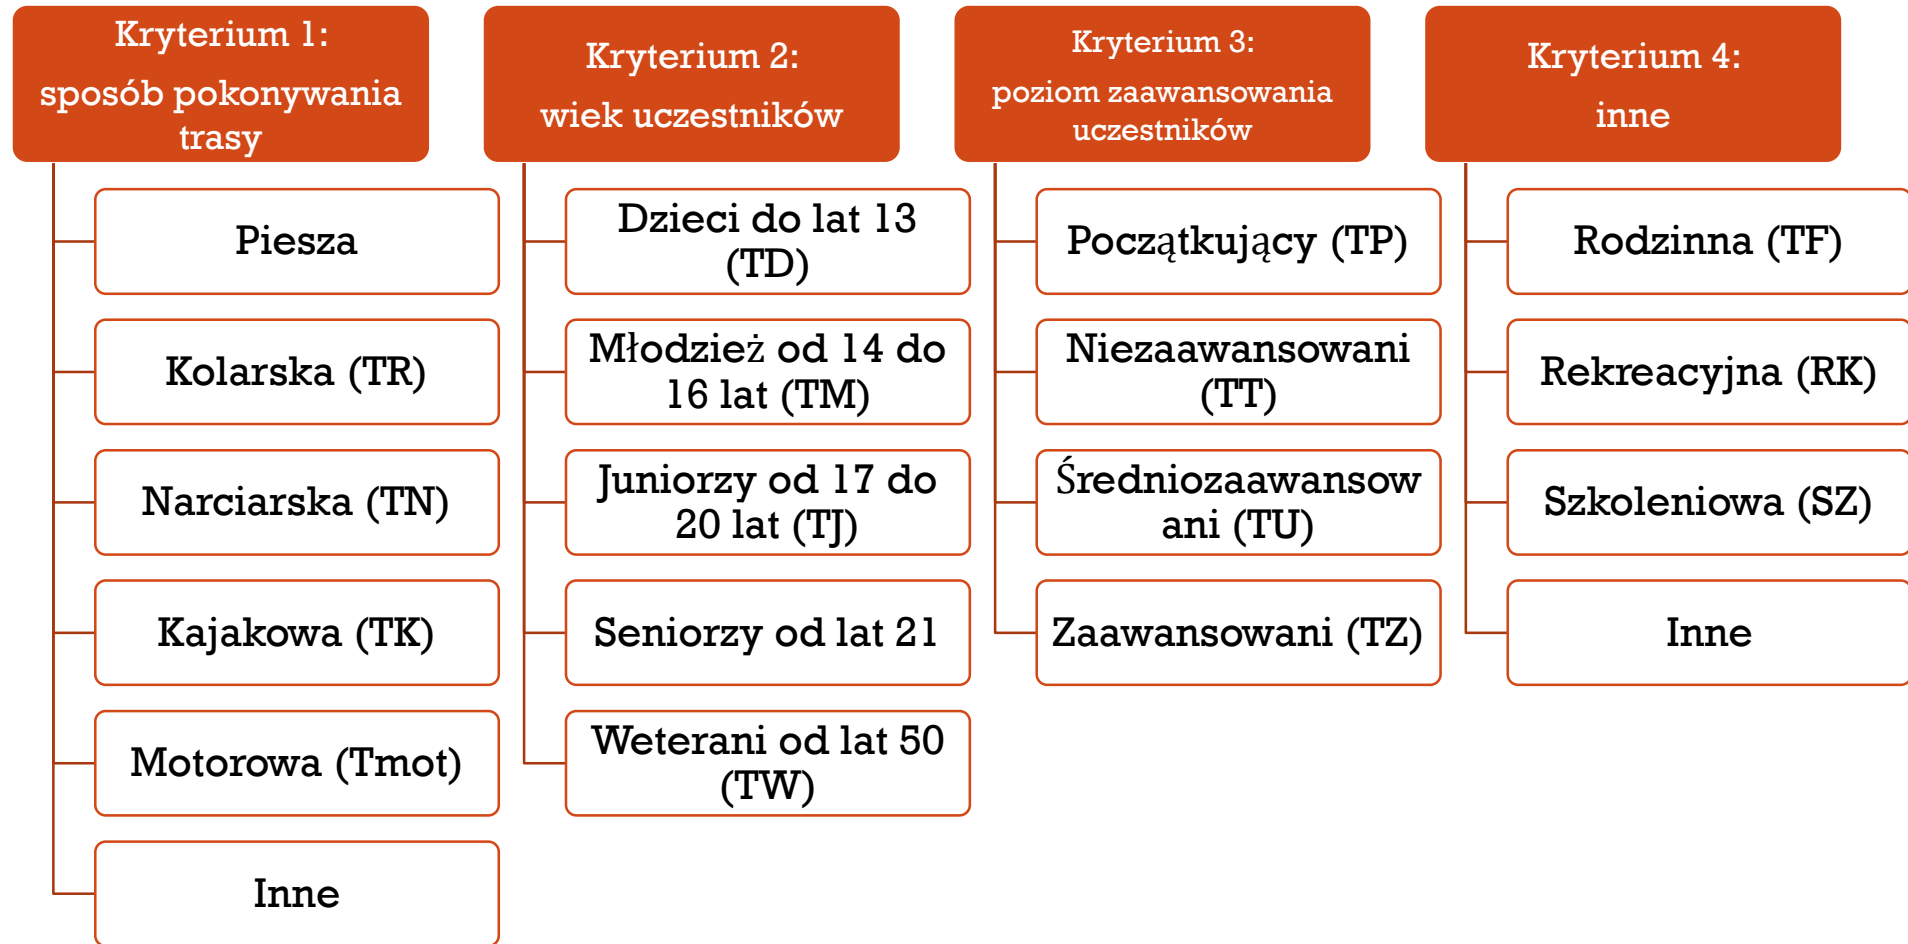 Kryterium 1:
sposób pokonywania
trasy
Piesza
Kolarska (TR)
Narciarska (TN)
Kajakowa (TK)
Motorowa (Tmot)
Inne
Kryterium 2:
wiek uczestników
Dzieci do lat 13
(TD)
Młodzież od 14 do
16 lat (TM)
Juniorzy od 17 do
20 lat (TJ)
Seniorzy od lat 21
Weterani od lat 50
(TW)
Kryterium 3:
poziom zaawansowania
uczestników
Początkujący (TP)
Niezaawansowani
(TT)
Średniozaawansow
ani (TU)
Zaawansowani (TZ)
Kryterium 4:
inne
Rodzinna (TF)
Rekreacyjna (RK)
Szkoleniowa (SZ)
Inne